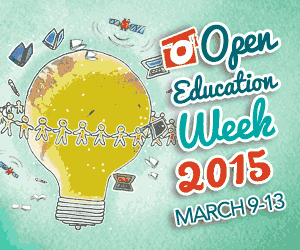 Open
Education
Week
2015
MARCH 9-13